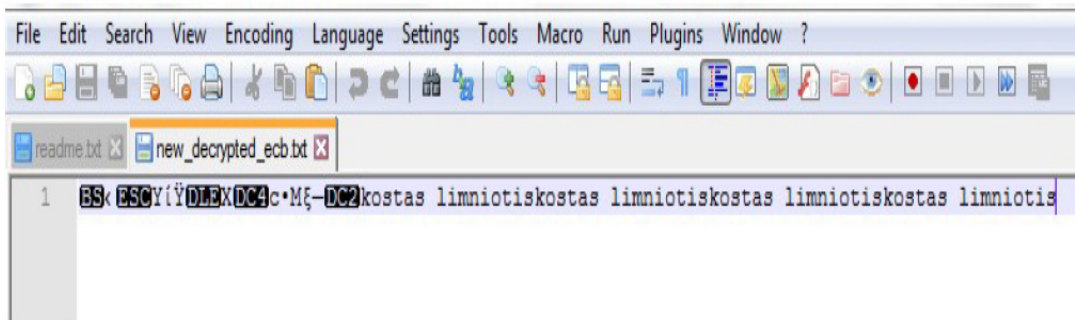 File Edit Search View Encoding Language Settings Tools Macro Run Plugins Window ?
readme.txt new_decrypted_ecb.txt
1 BS‹ESCYíŸDLEXDC4c•Mξ—DC2kostas limniotiskostas limniotiskostas limniotiskostas limniotis